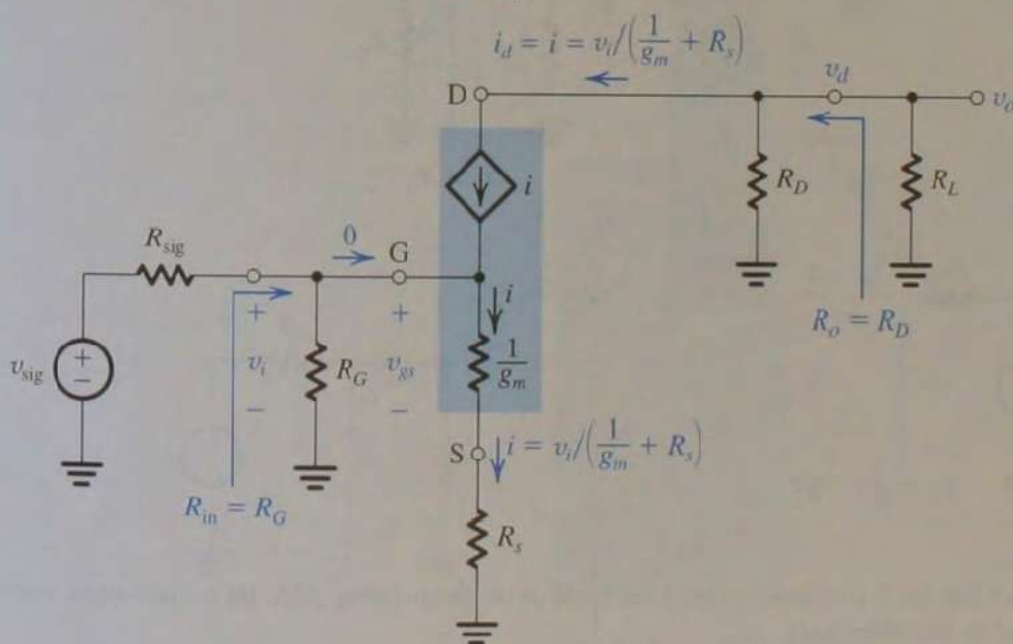 i_d = i = v_i/(1/g_m + R_s)
D
v_d
v_o
i
R_D
R_L
R_sig
0
G
i
+
+
R_o = R_D
+
−
v_sig
v_i
R_G
v_gs
1/g_m
−
−
S
i = v_i/(1/g_m + R_s)
R_in = R_G
R_s